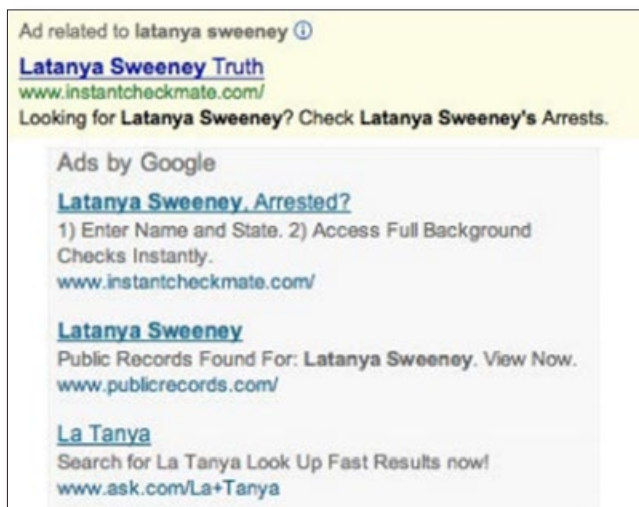 Ad related to latanya sweeney ⓘ
Latanya Sweeney Truth
www.instantcheckmate.com/
Looking for Latanya Sweeney? Check Latanya Sweeney's Arrests.
Ads by Google
Latanya Sweeney, Arrested?
1) Enter Name and State. 2) Access Full Background
Checks Instantly.
www.instantcheckmate.com/
Latanya Sweeney
Public Records Found For: Latanya Sweeney. View Now.
www.publicrecords.com/
La Tanya
Search for La Tanya Look Up Fast Results now!
www.ask.com/La+Tanya